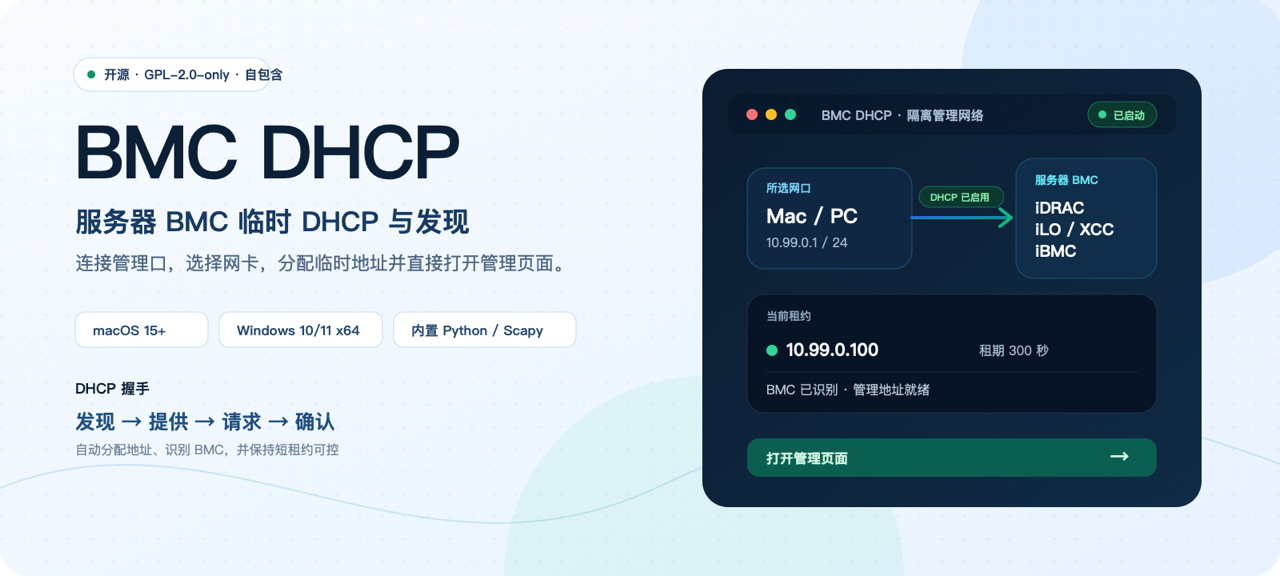 开源 · GPL-2.0-only · 自包含
BMC DHCP
服务器 BMC 临时 DHCP 与发现
连接管理口，选择网卡，分配临时地址并直接打开管理页面。
macOS 15+
Windows 10/11 x64
内置 Python / Scapy
DHCP 握手
发现 → 提供 → 请求 → 确认
自动分配地址、识别 BMC，并保持短租约可控
BMC DHCP · 隔离管理网络
已启动
所选网口
Mac / PC
10.99.0.1 / 24
DHCP 已启用
服务器 BMC
iDRAC
iLO / XCC
iBMC
当前租约
10.99.0.100
租期 300 秒
BMC 已识别 · 管理地址就绪
打开管理页面 →